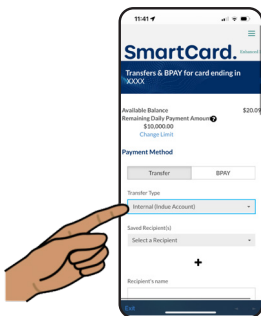 11:41
SmartCard.
Transfers & BPAY for card ending in
XXXX
Available Balance $20.09
Remaining Daily Payment Amount
$10,000.00
Change Limit
Payment Method
Transfer BPAY
Transfer Type
Internal (Indue Account)
Saved Recipient(s)
Select a Recipient
+
Recipient's name
Exit